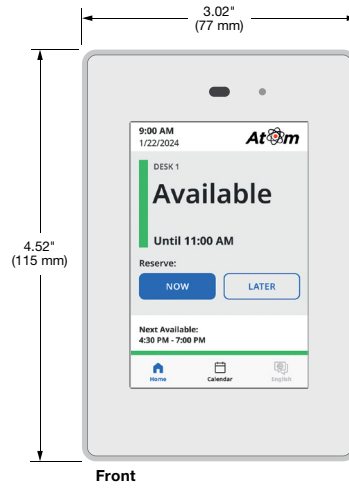 3.02"
(77 mm)
4.52"
(115 mm)
9:00 AM
1/22/2024
Atom
DESK 1
Available
Until 11:00 AM
Reserve:
NOW
LATER
Next Available:
4:30 PM - 7:00 PM
Home
Calendar
English
Front